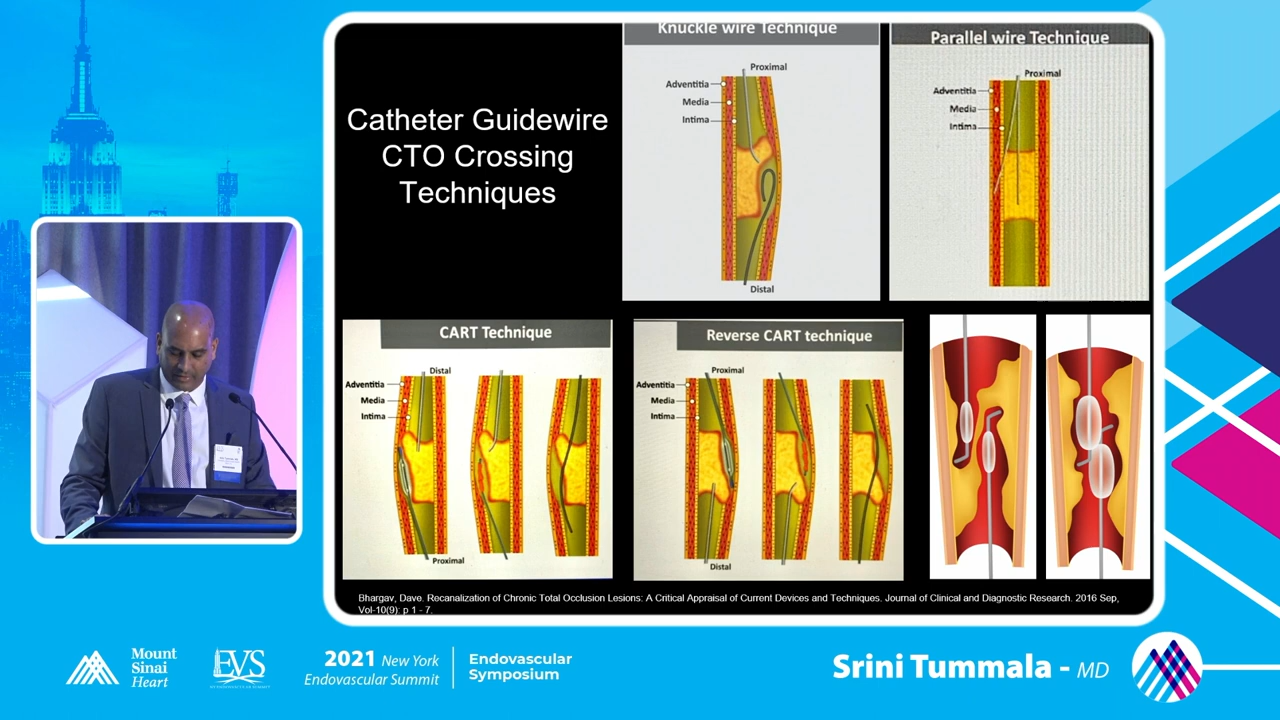 Catheter Guidewire
CTO Crossing
Techniques
Knuckle wire Technique
Proximal
Adventitia
Media
Intima
Distal
Parallel wire Technique
Proximal
Adventitia
Media
Intima
CART Technique
Distal
Adventitia
Media
Intima
Proximal
Reverse CART technique
Proximal
Adventitia
Media
Intima
Distal
Bhargav, Dave. Recanalization of Chronic Total Occlusion Lesions: A Critical Appraisal of Current Devices and Techniques. Journal of Clinical and Diagnostic Research. 2016 Sep,
Vol-10(9): p 1 - 7.
Mount
Sinai
Heart
EVS
2021 New York
Endovascular Summit
Endovascular
Symposium
Srini Tummala - MD